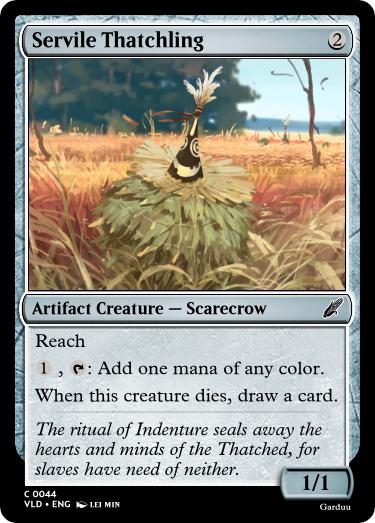 Servile Thatchling 2
Artifact Creature — Scarecrow
Reach
1 , : Add one mana of any color.
When this creature dies, draw a card.
The ritual of Indenture seals away the
hearts and minds of the Thatched, for
slaves have need of neither.
1/1
C 0044
VLD • ENG LEI MIN
Garduu